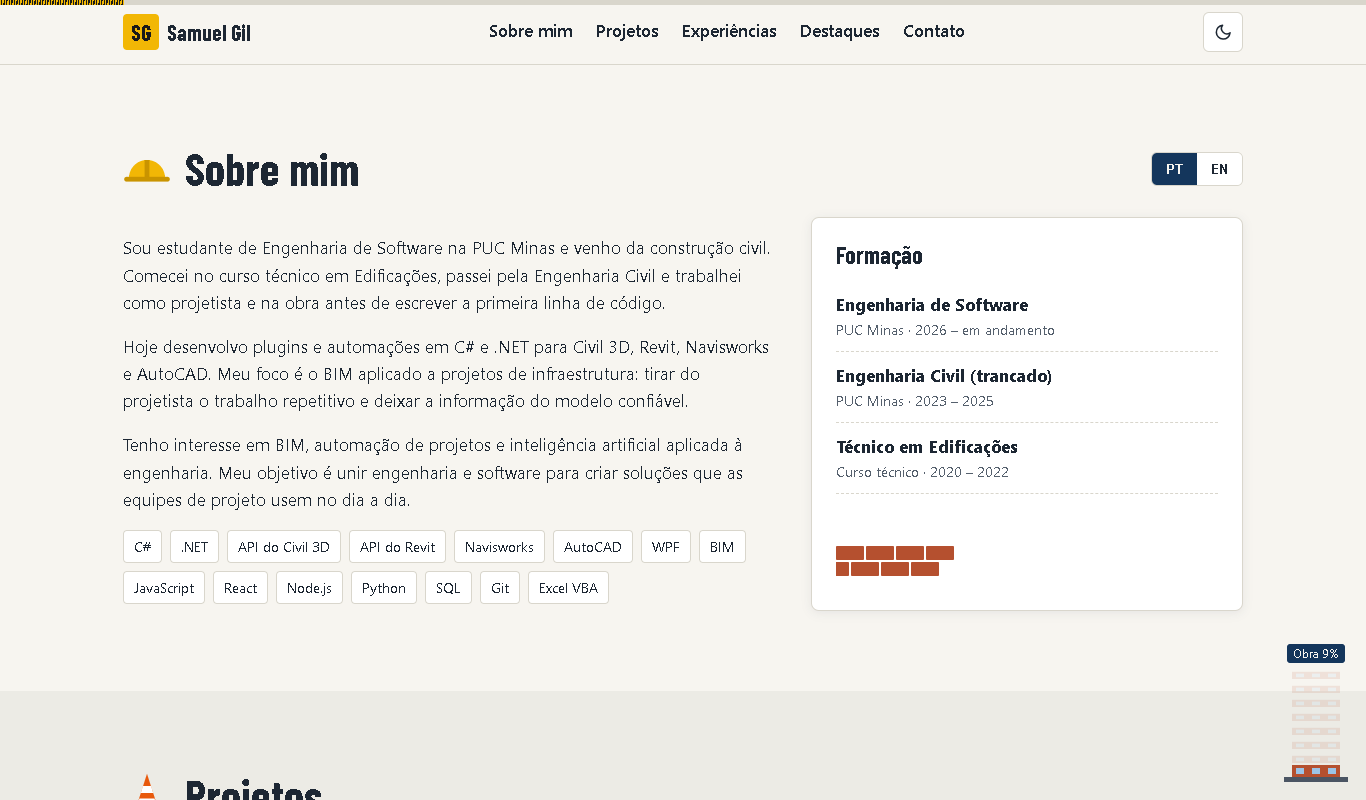 SG Samuel Gil
Sobre mim Projetos Experiências Destaques Contato
Sobre mim
PT EN
Sou estudante de Engenharia de Software na PUC Minas e venho da construção civil.
Comecei no curso técnico em Edificações, passei pela Engenharia Civil e trabalhei
como projetista e na obra antes de escrever a primeira linha de código.
Hoje desenvolvo plugins e automações em C# e .NET para Civil 3D, Revit, Navisworks
e AutoCAD. Meu foco é o BIM aplicado a projetos de infraestrutura: tirar do
projetista o trabalho repetitivo e deixar a informação do modelo confiável.
Tenho interesse em BIM, automação de projetos e inteligência artificial aplicada à
engenharia. Meu objetivo é unir engenharia e software para criar soluções que as
equipes de projeto usem no dia a dia.
C# .NET API do Civil 3D API do Revit Navisworks AutoCAD WPF BIM
JavaScript React Node.js Python SQL Git Excel VBA
Formação
Engenharia de Software
PUC Minas · 2026 – em andamento
Engenharia Civil (trancado)
PUC Minas · 2023 – 2025
Técnico em Edificações
Curso técnico · 2020 – 2022
Obra 9%
Projetos